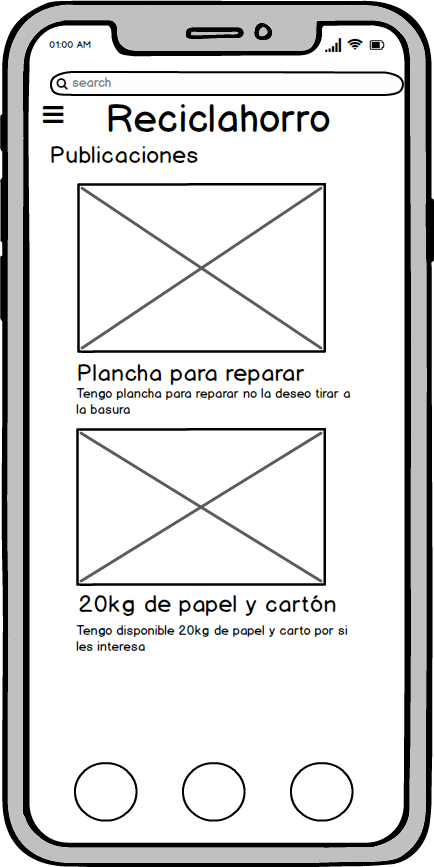 01:00 AM
search
Reciclahorro
Publicaciones
Plancha para reparar
Tengo plancha para reparar no la deseo tirar a
la basura
20kg de papel y cartón
Tengo disponible 20kg de papel y carto por si
les interesa